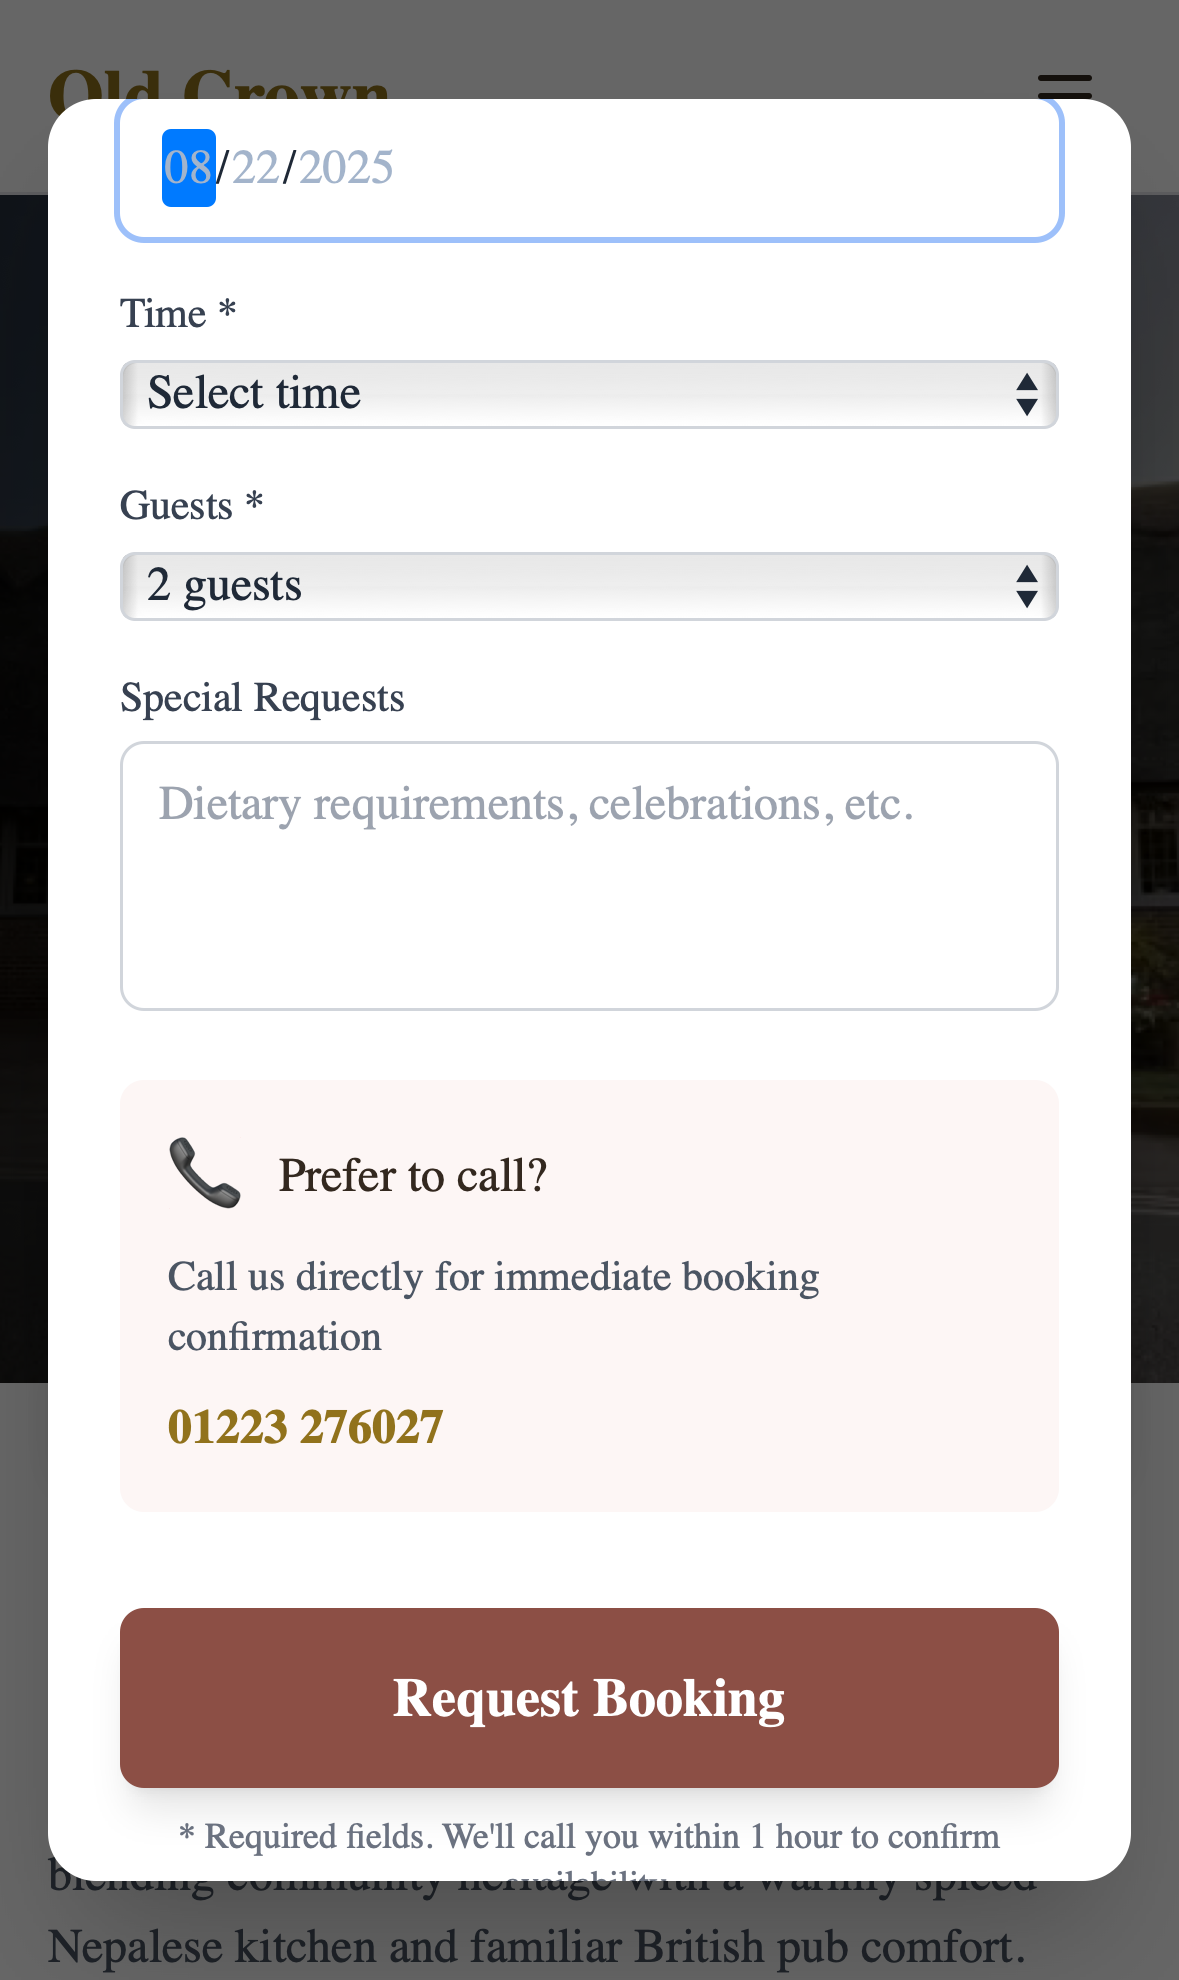 Old Crown
08/22/2025
Time *
Select time
Guests *
2 guests
Special Requests
Dietary requirements, celebrations, etc.
Prefer to call?
Call us directly for immediate booking
confirmation
01223 276027
Request Booking
* Required fields. We'll call you within 1 hour to confirm
availability
blending community heritage with a warmly spiced
Nepalese kitchen and familiar British pub comfort.